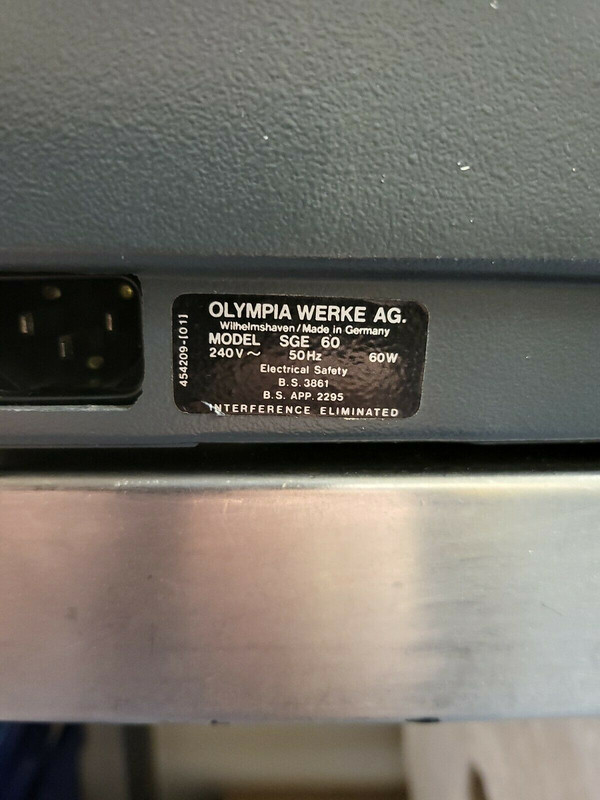 OLYMPIA WERKE AG.
Wilhelmshaven/Made in Germany
MODEL SGE 60
240V~ 50Hz 60W
Electrical Safety
B.S. 3861
B.S. APP. 2295
INTERFERENCE ELIMINATED
454209-[01]